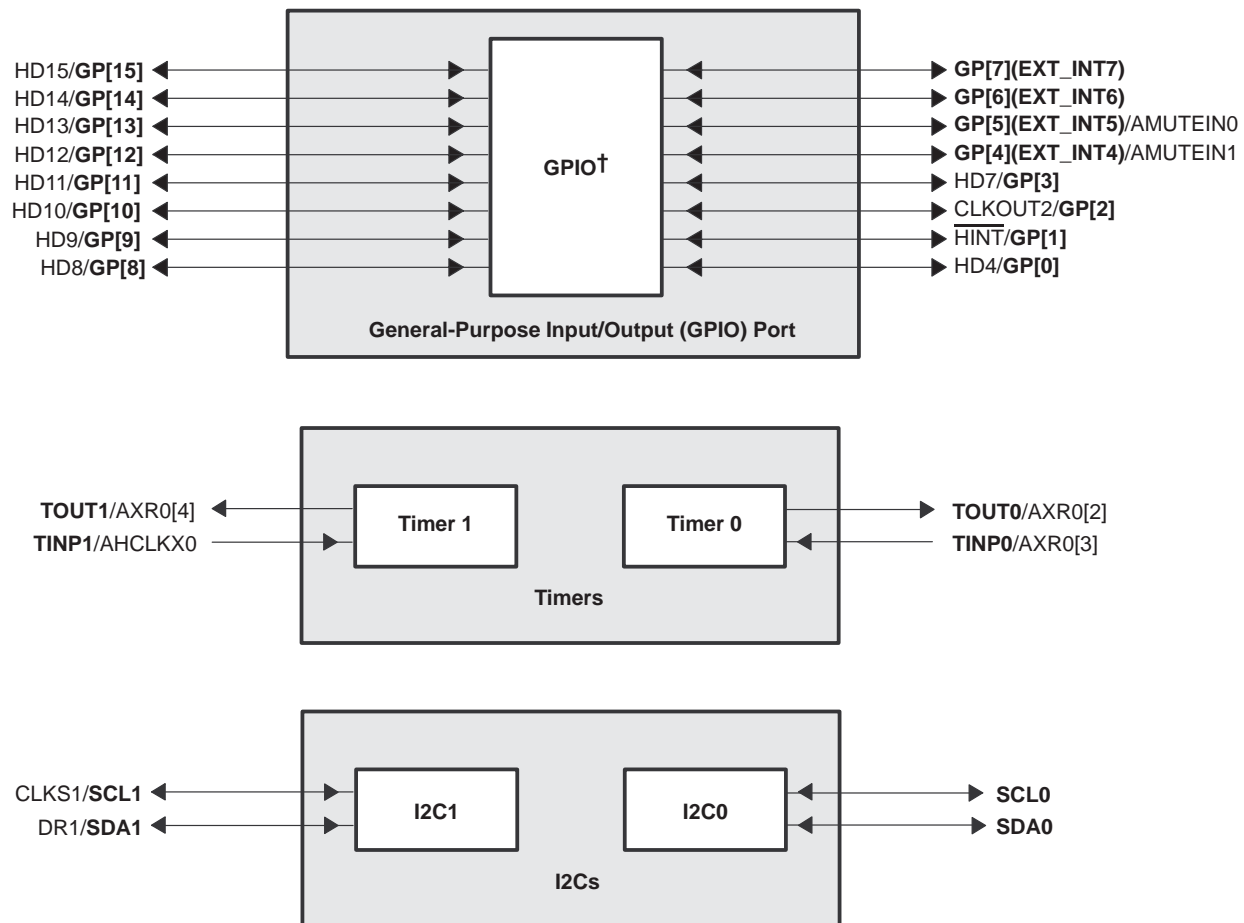 HD15/GP[15]
HD14/GP[14]
HD13/GP[13]
HD12/GP[12]
HD11/GP[11]
HD10/GP[10]
HD9/GP[9]
HD8/GP[8]
GPIO†
GP[7](EXT_INT7)
GP[6](EXT_INT6)
GP[5](EXT_INT5)/AMUTEIN0
GP[4](EXT_INT4)/AMUTEIN1
HD7/GP[3]
CLKOUT2/GP[2]
HINT/GP[1]
HD4/GP[0]
General-Purpose Input/Output (GPIO) Port
TOUT1/AXR0[4]
TINP1/AHCLKX0
Timer 1
Timer 0
TOUT0/AXR0[2]
TINP0/AXR0[3]
Timers
CLKS1/SCL1
DR1/SDA1
I2C1
I2C0
SCL0
SDA0
I2Cs